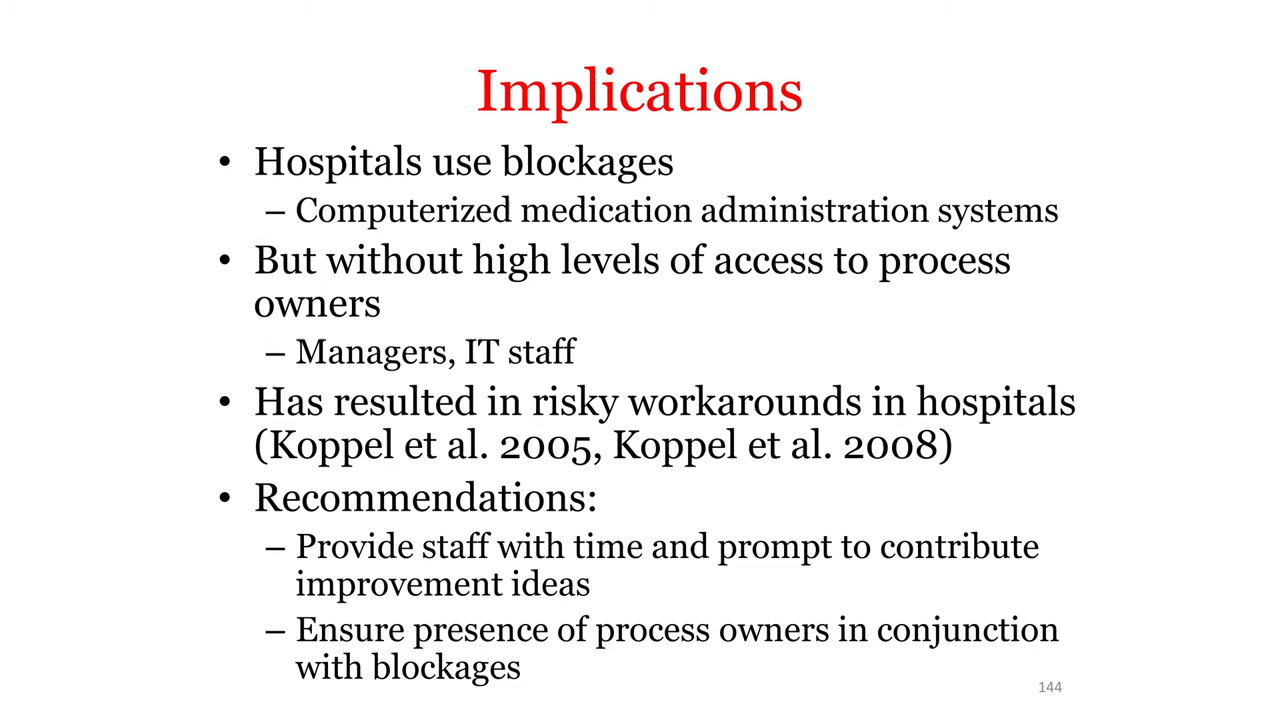 Implications
• Hospitals use blockages
– Computerized medication administration systems
• But without high levels of access to process
owners
– Managers, IT staff
• Has resulted in risky workarounds in hospitals
(Koppel et al. 2005, Koppel et al. 2008)
• Recommendations:
– Provide staff with time and prompt to contribute
improvement ideas
– Ensure presence of process owners in conjunction
with blockages
144